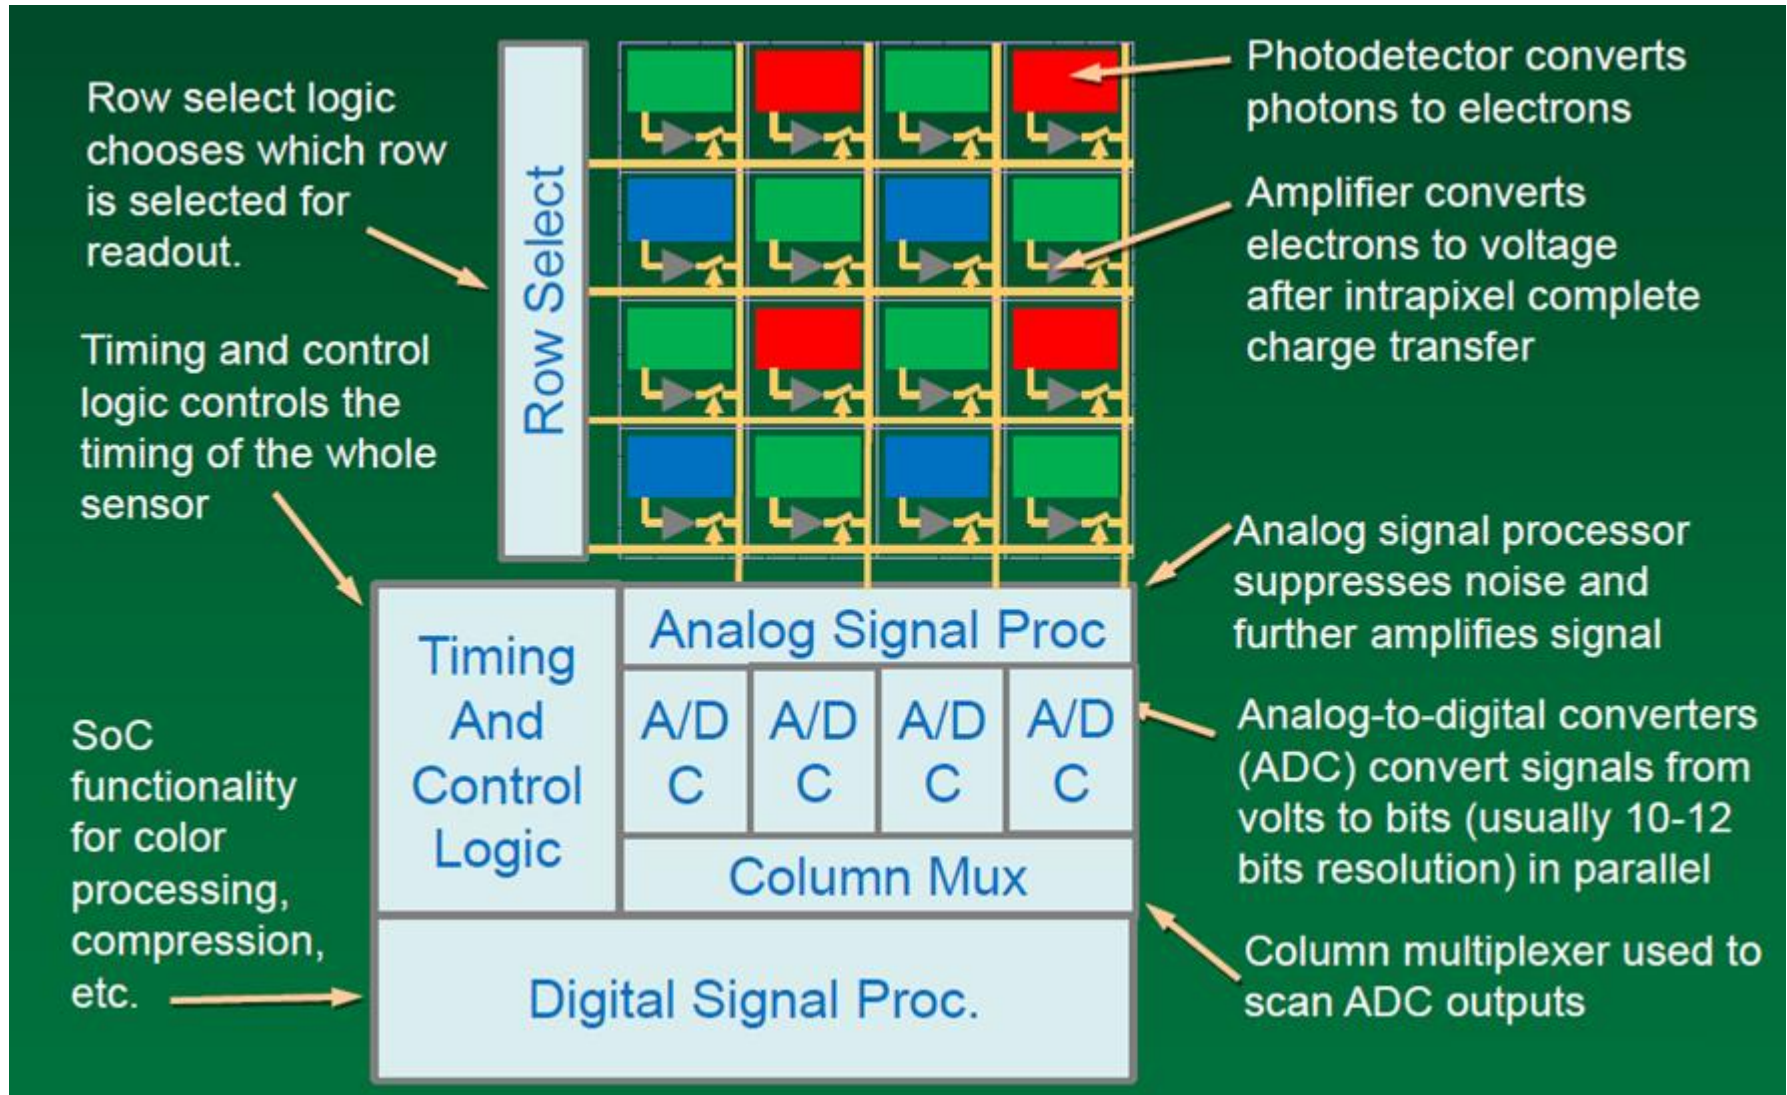 Row select logic
chooses which row
is selected for
readout.
Timing and control
logic controls the
timing of the whole
sensor
SoC
functionality
for color
processing,
compression,
etc.
Row Select
Timing
And
Control
Logic
Analog Signal Proc
A/D
C
A/D
C
A/D
C
A/D
C
Column Mux
Digital Signal Proc.
Photodetector converts
photons to electrons
Amplifier converts
electrons to voltage
after intrapixel complete
charge transfer
Analog signal processor
suppresses noise and
further amplifies signal
Analog-to-digital converters
(ADC) convert signals from
volts to bits (usually 10-12
bits resolution) in parallel
Column multiplexer used to
scan ADC outputs